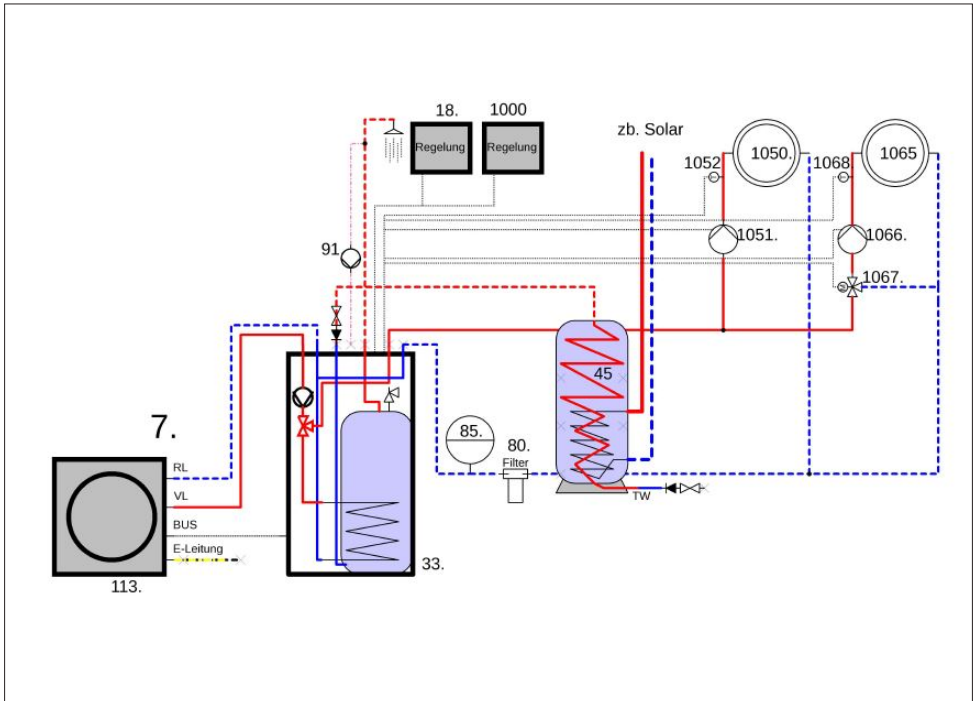 18.
1000
Regelung
Regelung
zb. Solar
1052
1050.
1068
1065
91
1051.
1066.
1067.
M
45
7.
85.
80.
Filter
RL
VL
TW
BUS
E-Leitung
33.
113.